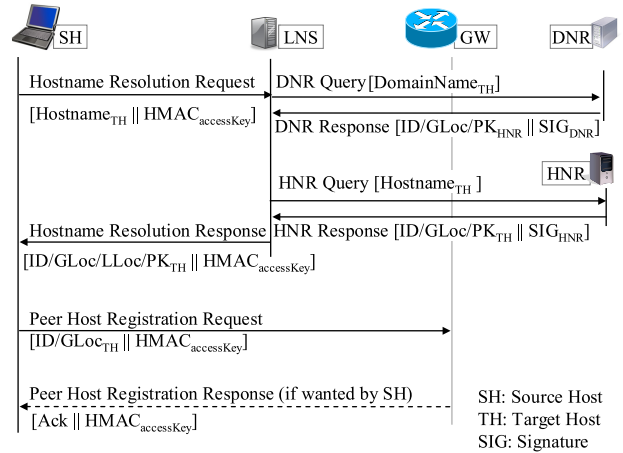 SH LNS GW DNR
Hostname Resolution Request DNR Query [DomainName_TH]
[Hostname_TH || HMAC_accessKey]
DNR Response [ID/GLoc/PK_HNR || SIG_DNR]
HNR
HNR Query [Hostname_TH ]
Hostname Resolution Response HNR Response [ID/GLoc/PK_TH || SIG_HNR]
[ID/GLoc/LLoc/PK_TH || HMAC_accessKey]
Peer Host Registration Request
[ID/GLoc_TH || HMAC_accessKey]
Peer Host Registration Response (if wanted by SH)
[Ack || HMAC_accessKey]
SH: Source Host
TH: Target Host
SIG: Signature